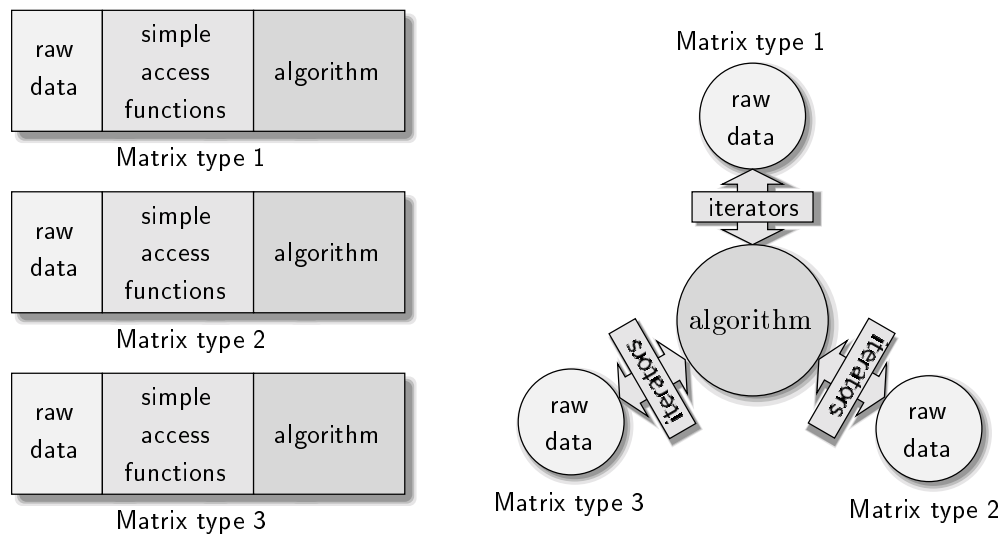 raw
data
simple
access
functions
algorithm
Matrix type 1
raw
data
simple
access
functions
algorithm
Matrix type 2
raw
data
simple
access
functions
algorithm
Matrix type 3
Matrix type 1
raw
data
iterators
algorithm
iterators
raw
data
Matrix type 3
iterators
raw
data
Matrix type 2